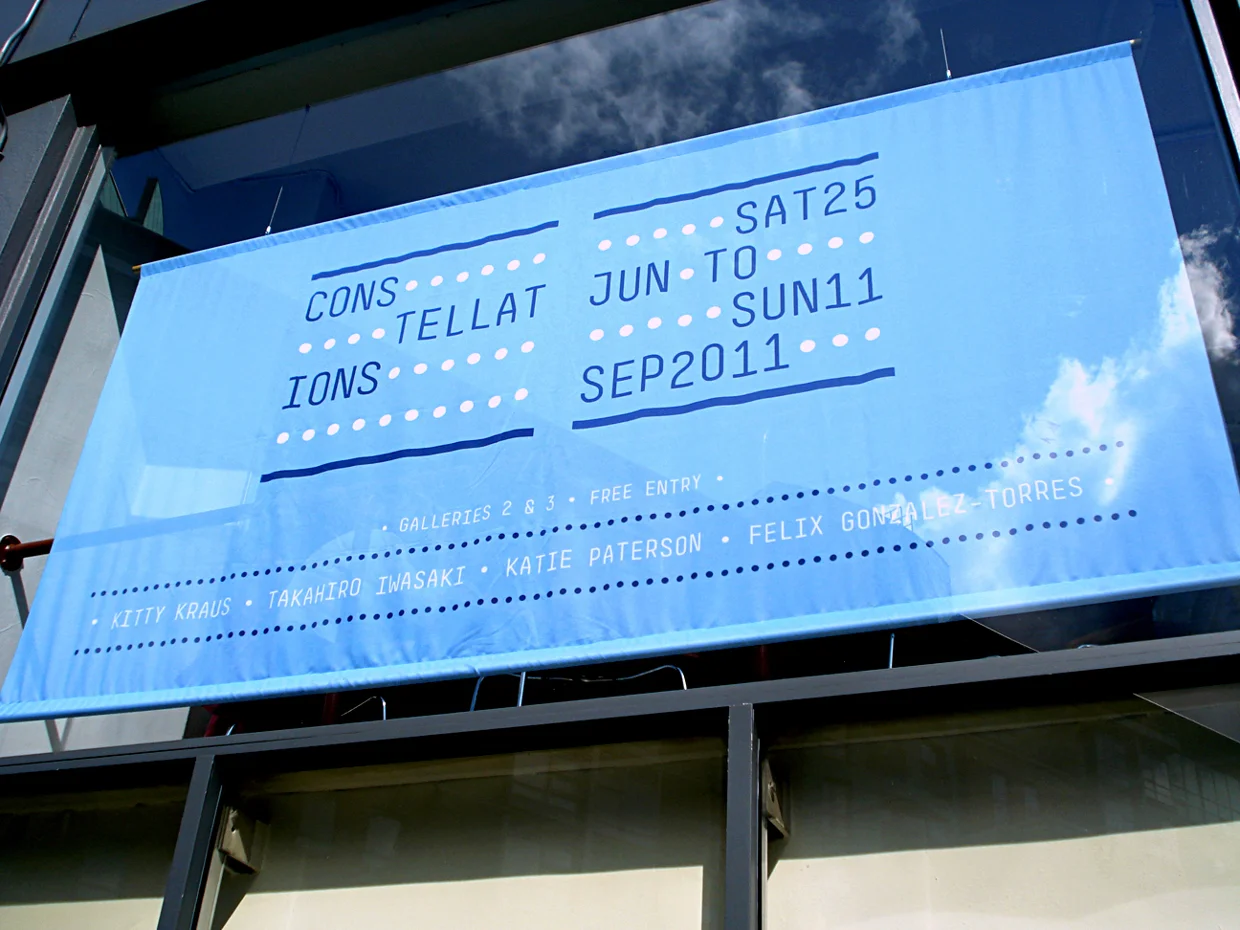 CONS
TELLAT
IONS
SAT25
JUN•TO
SUN11
SEP2011
• GALLERIES 2 & 3 • FREE ENTRY •
• KITTY KRAUS • TAKAHIRO IWASAKI • KATIE PATERSON • FELIX GONZALEZ-TORRES •